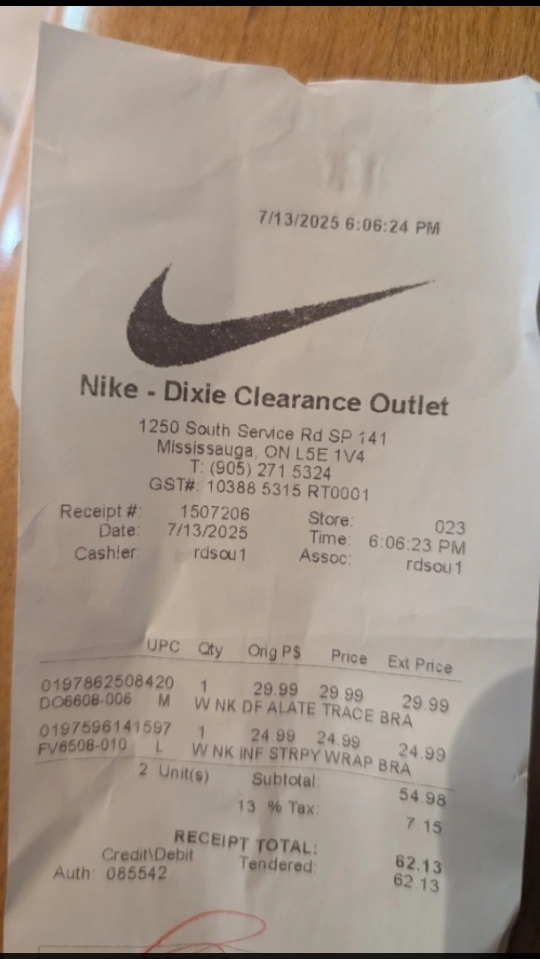 7/13/2025 6:06:24 PM
Nike - Dixie Clearance Outlet
1250 South Service Rd SP 141
Mississauga, ON L5E 1V4
T: (905) 271 5324
GST#: 10388 5315 RT0001
Receipt #: 1507206 Store: 023
Date: 7/13/2025 Time: 6:06:23 PM
Cashier: rdsou1 Assoc: rdsou1
UPC Qty Orig P$ Price Ext Price
0197862508420 1 29.99 29.99 29.99
DO6608-006 M W NK DF ALATE TRACE BRA
0197596141597 1 24.99 24.99 24.99
FV6508-010 L W NK INF STRPY WRAP BRA
2 Unit(s) Subtotal: 54.98
13 % Tax: 7.15
RECEIPT TOTAL: 62.13
Credit\Debit Tendered: 62.13
Auth: 085542